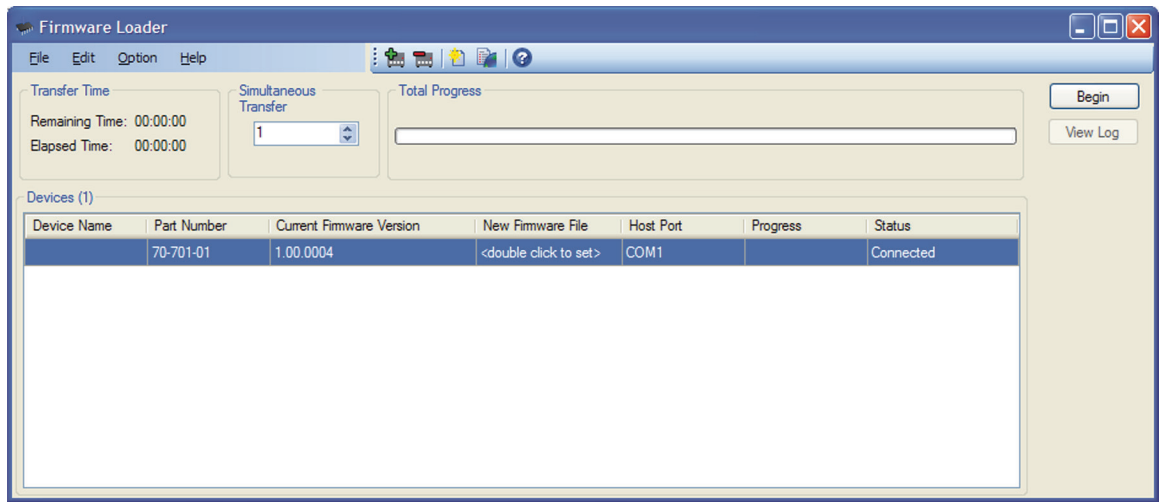 Firmware Loader
File Edit Option Help
Transfer Time
Remaining Time: 00:00:00
Elapsed Time: 00:00:00
Simultaneous
Transfer
1
Total Progress
Begin
View Log
Devices (1)
Device Name Part Number Current Firmware Version New Firmware File Host Port Progress Status
70-701-01 1.00.0004 <double click to set> COM1 Connected